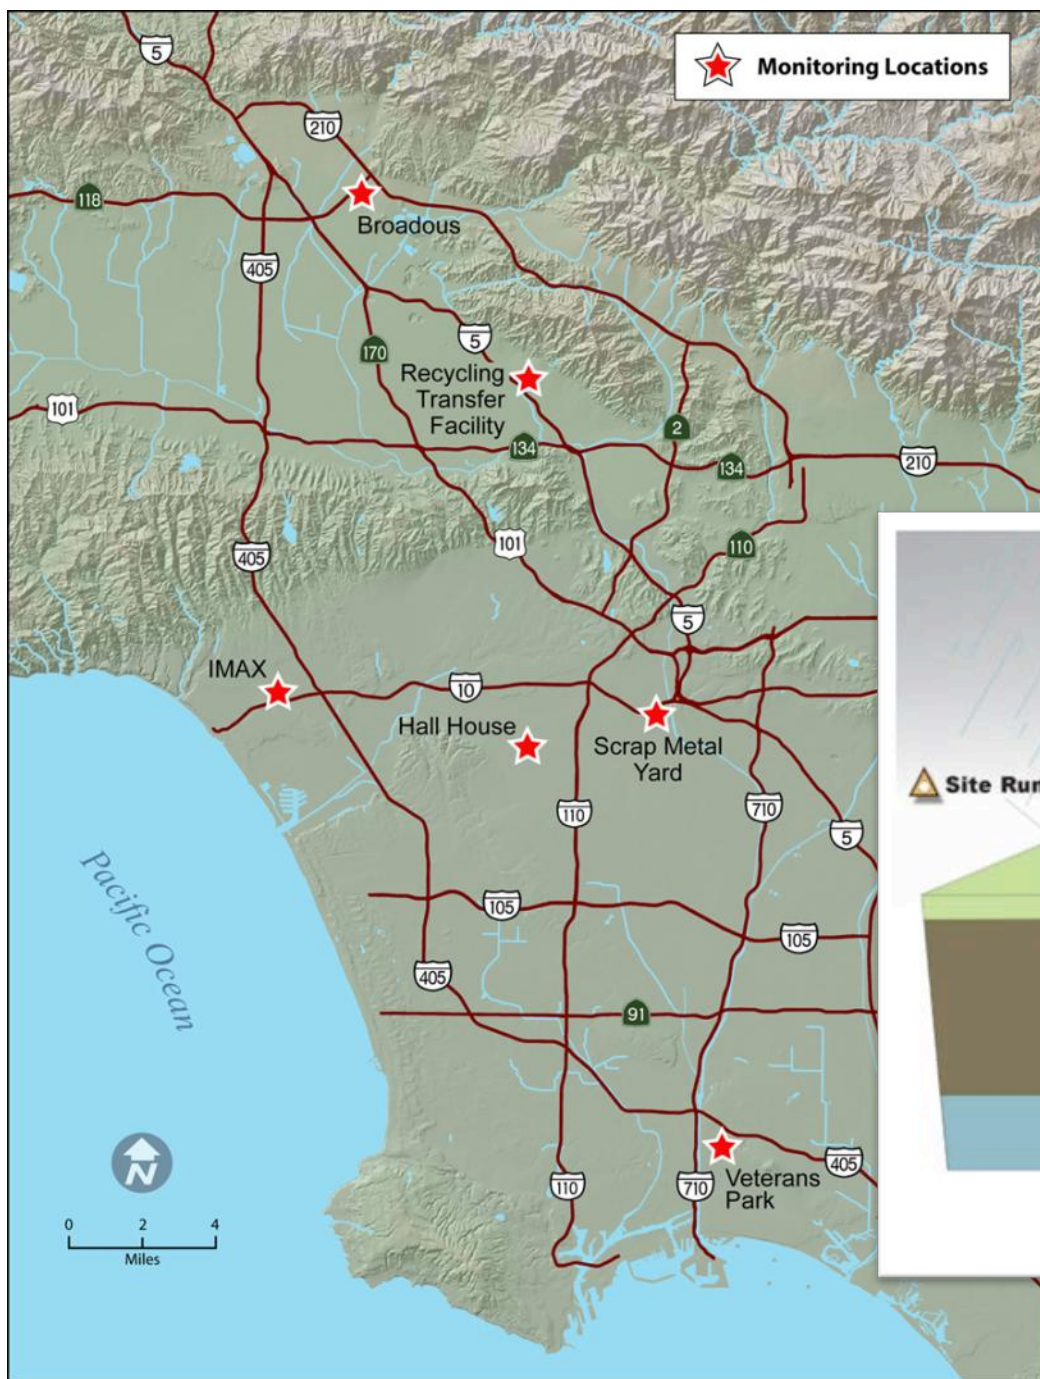 Monitoring Locations
5
210
118
Broadous
405
5
170
Recycling
Transfer
Facility
101
2
134
134
210
101
110
405
5
IMAX
10
Hall House
Scrap Metal
Yard
110
710
5
Site Run
Pacific Ocean
105
105
405
91
N
Veterans
Park
405
110
710
0 2 4
Miles